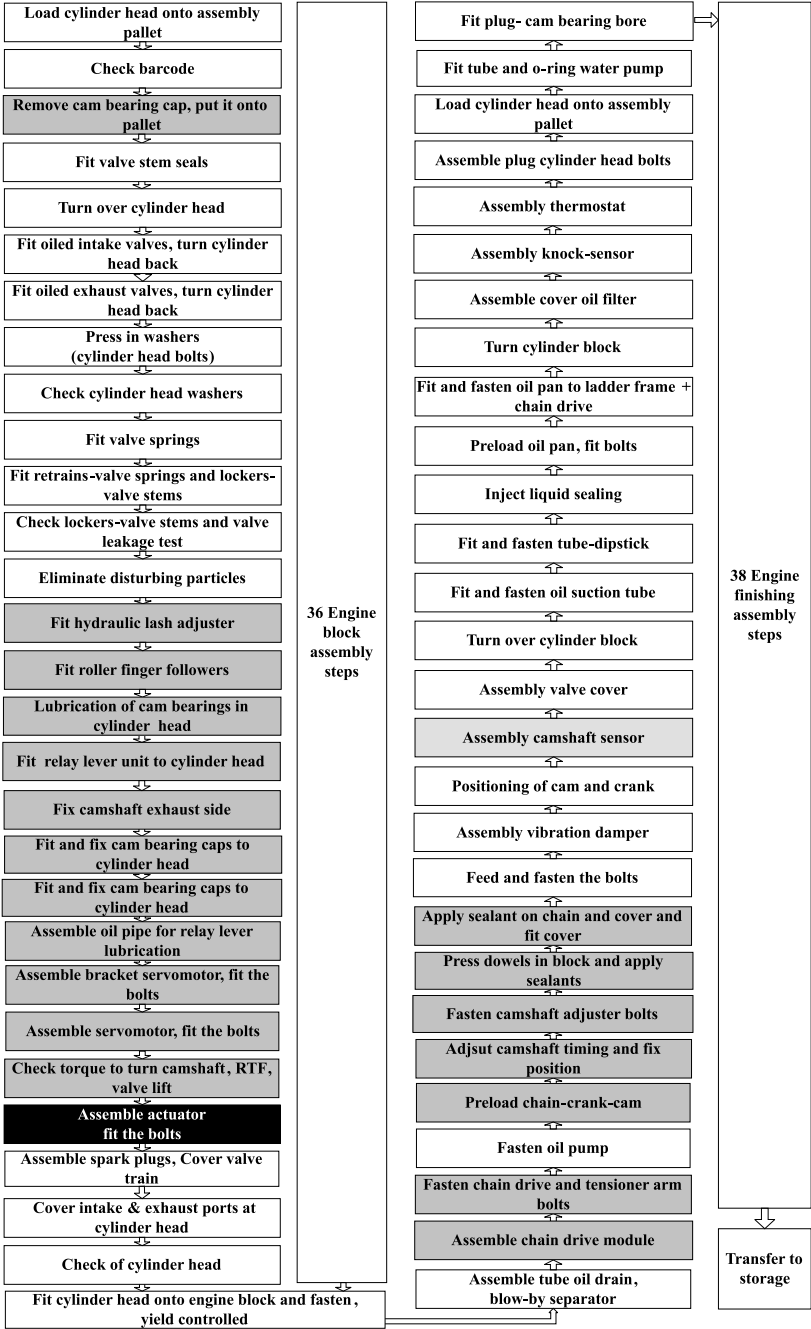 Load cylinder head onto assembly
pallet
Check barcode
Remove cam bearing cap, put it onto
pallet
Fit valve stem seals
Turn over cylinder head
Fit oiled intake valves, turn cylinder
head back
Fit oiled exhaust valves, turn cylinder
head back
Press in washers
(cylinder head bolts)
Check cylinder head washers
Fit valve springs
Fit retrains-valve springs and lockers-
valve stems
Check lockers-valve stems and valve
leakage test
Eliminate disturbing particles
Fit hydraulic lash adjuster
Fit roller finger followers
Lubrication of cam bearings in
cylinder head
Fit relay lever unit to cylinder head
Fix camshaft exhaust side
Fit and fix cam bearing caps to
cylinder head
Fit and fix cam bearing caps to
cylinder head
Assemble oil pipe for relay lever
lubrication
Assemble bracket servomotor, fit the
bolts
Assemble servomotor, fit the bolts
Check torque to turn camshaft, RTF,
valve lift
Assemble actuator
fit the bolts
Assemble spark plugs, Cover valve
train
Cover intake & exhaust ports at
cylinder head
Check of cylinder head
Fit cylinder head onto engine block and fasten,
yield controlled
36 Engine
block
assembly
steps
Fit plug- cam bearing bore
Fit tube and o-ring water pump
Load cylinder head onto assembly
pallet
Assemble plug cylinder head bolts
Assembly thermostat
Assembly knock-sensor
Assemble cover oil filter
Turn cylinder block
Fit and fasten oil pan to ladder frame +
chain drive
Preload oil pan, fit bolts
Inject liquid sealing
Fit and fasten tube-dipstick
Fit and fasten oil suction tube
Turn over cylinder block
Assembly valve cover
Assembly camshaft sensor
Positioning of cam and crank
Assembly vibration damper
Feed and fasten the bolts
Apply sealant on chain and cover and
fit cover
Press dowels in block and apply
sealants
Fasten camshaft adjuster bolts
Adjsut camshaft timing and fix
position
Preload chain-crank-cam
Fasten oil pump
Fasten chain drive and tensioner arm
bolts
Assemble chain drive module
Assemble tube oil drain,
blow-by separator
38 Engine
finishing
assembly
steps
Transfer to
storage